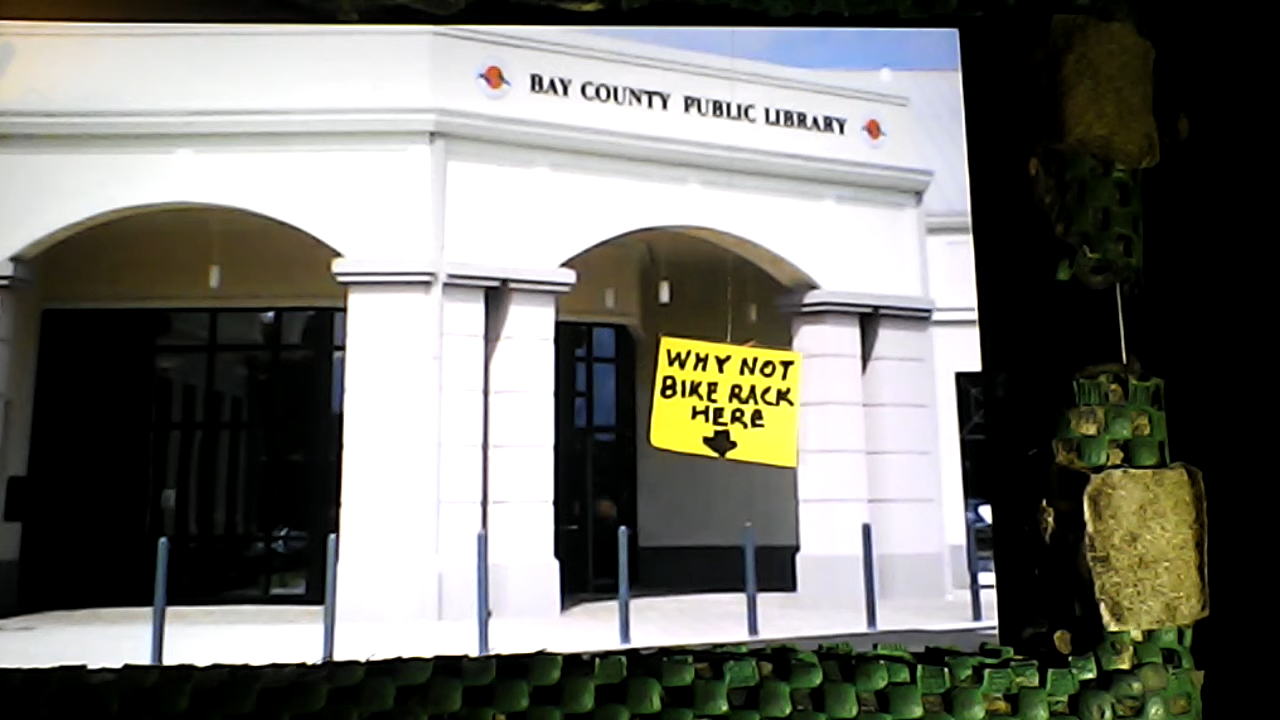 BAY COUNTY PUBLIC LIBRARY
WHY NOT
BIKE RACK
HERe